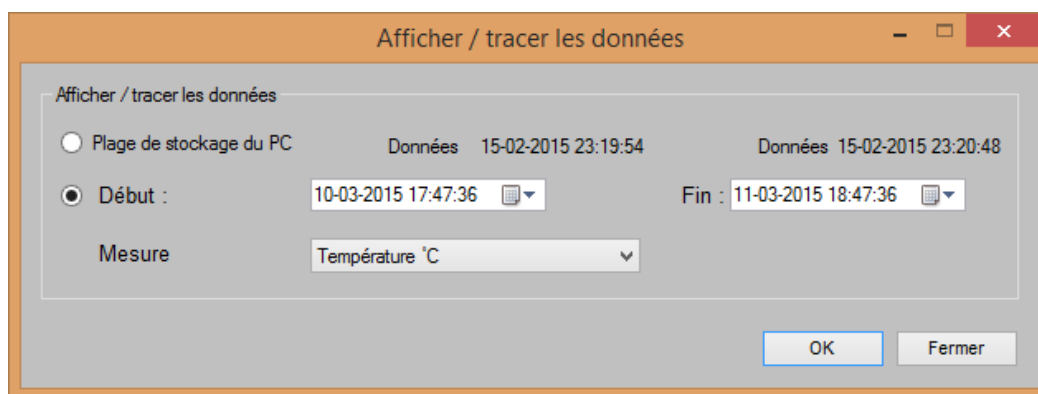 Afficher / tracer les données
Afficher / tracer les données
Plage de stockage du PC Données 15-02-2015 23:19:54 Données 15-02-2015 23:20:48
Début : 10-03-2015 17:47:36 Fin : 11-03-2015 18:47:36
Mesure Température °C
OK Fermer